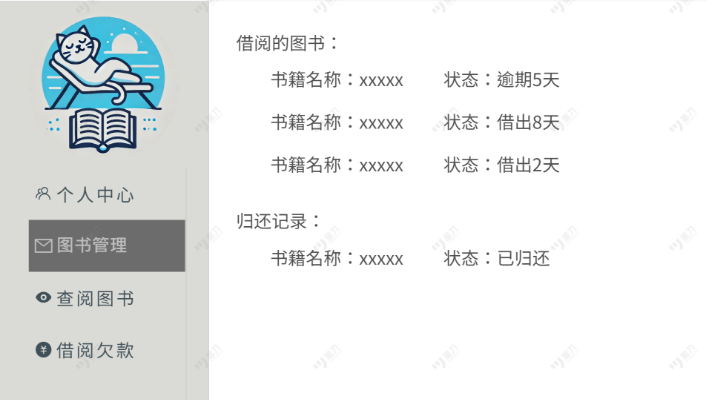 个人中心
图书管理
查阅图书
借阅欠款
借阅的图书：
书籍名称：xxxxx 状态：逾期5天
书籍名称：xxxxx 状态：借出8天
书籍名称：xxxxx 状态：借出2天
归还记录：
书籍名称：xxxxx 状态：已归还